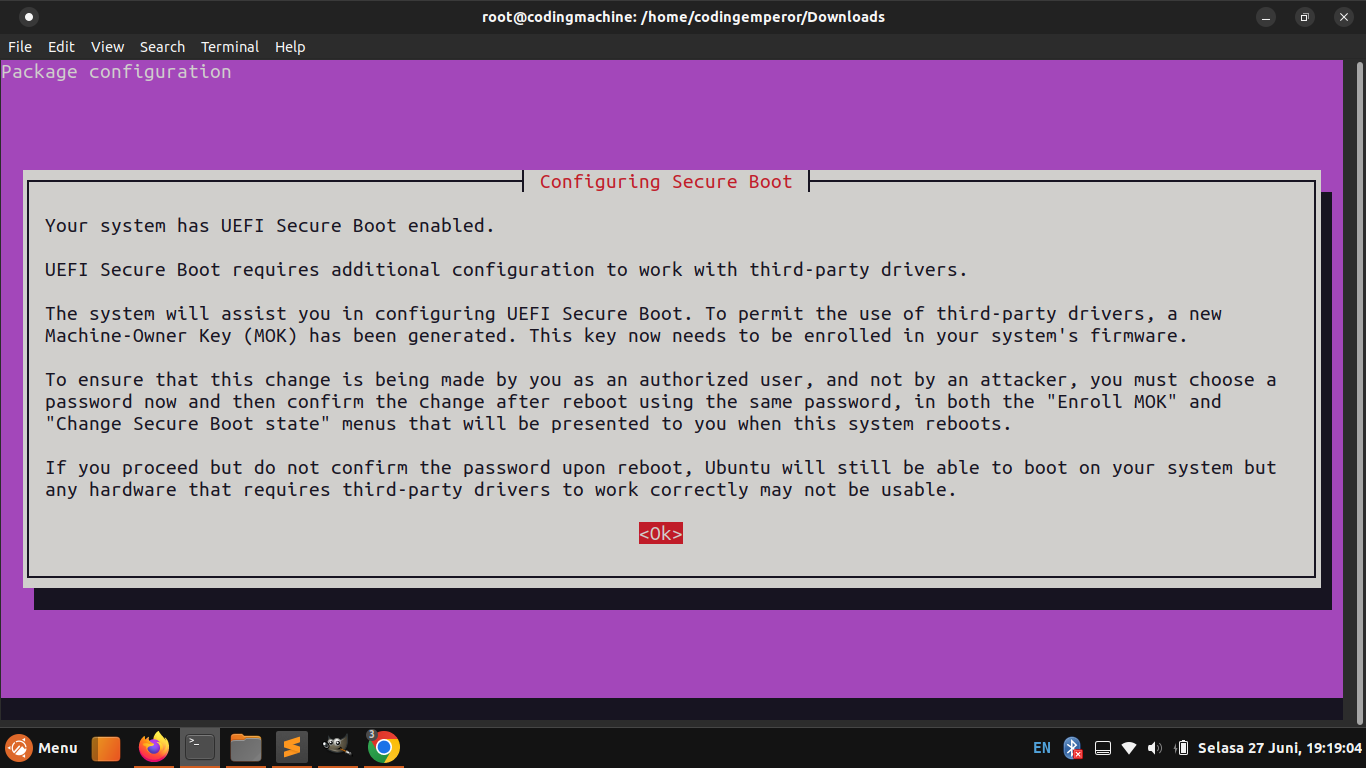 root@codingmachine: /home/codingemperor/Downloads
File Edit View Search Terminal Help
Package configuration
Configuring Secure Boot
Your system has UEFI Secure Boot enabled.
UEFI Secure Boot requires additional configuration to work with third-party drivers.
The system will assist you in configuring UEFI Secure Boot. To permit the use of third-party drivers, a new
Machine-Owner Key (MOK) has been generated. This key now needs to be enrolled in your system's firmware.
To ensure that this change is being made by you as an authorized user, and not by an attacker, you must choose a
password now and then confirm the change after reboot using the same password, in both the "Enroll MOK" and
"Change Secure Boot state" menus that will be presented to you when this system reboots.
If you proceed but do not confirm the password upon reboot, Ubuntu will still be able to boot on your system but
any hardware that requires third-party drivers to work correctly may not be usable.
<Ok>
Menu >_ 3 EN Selasa 27 Juni, 19:19:04